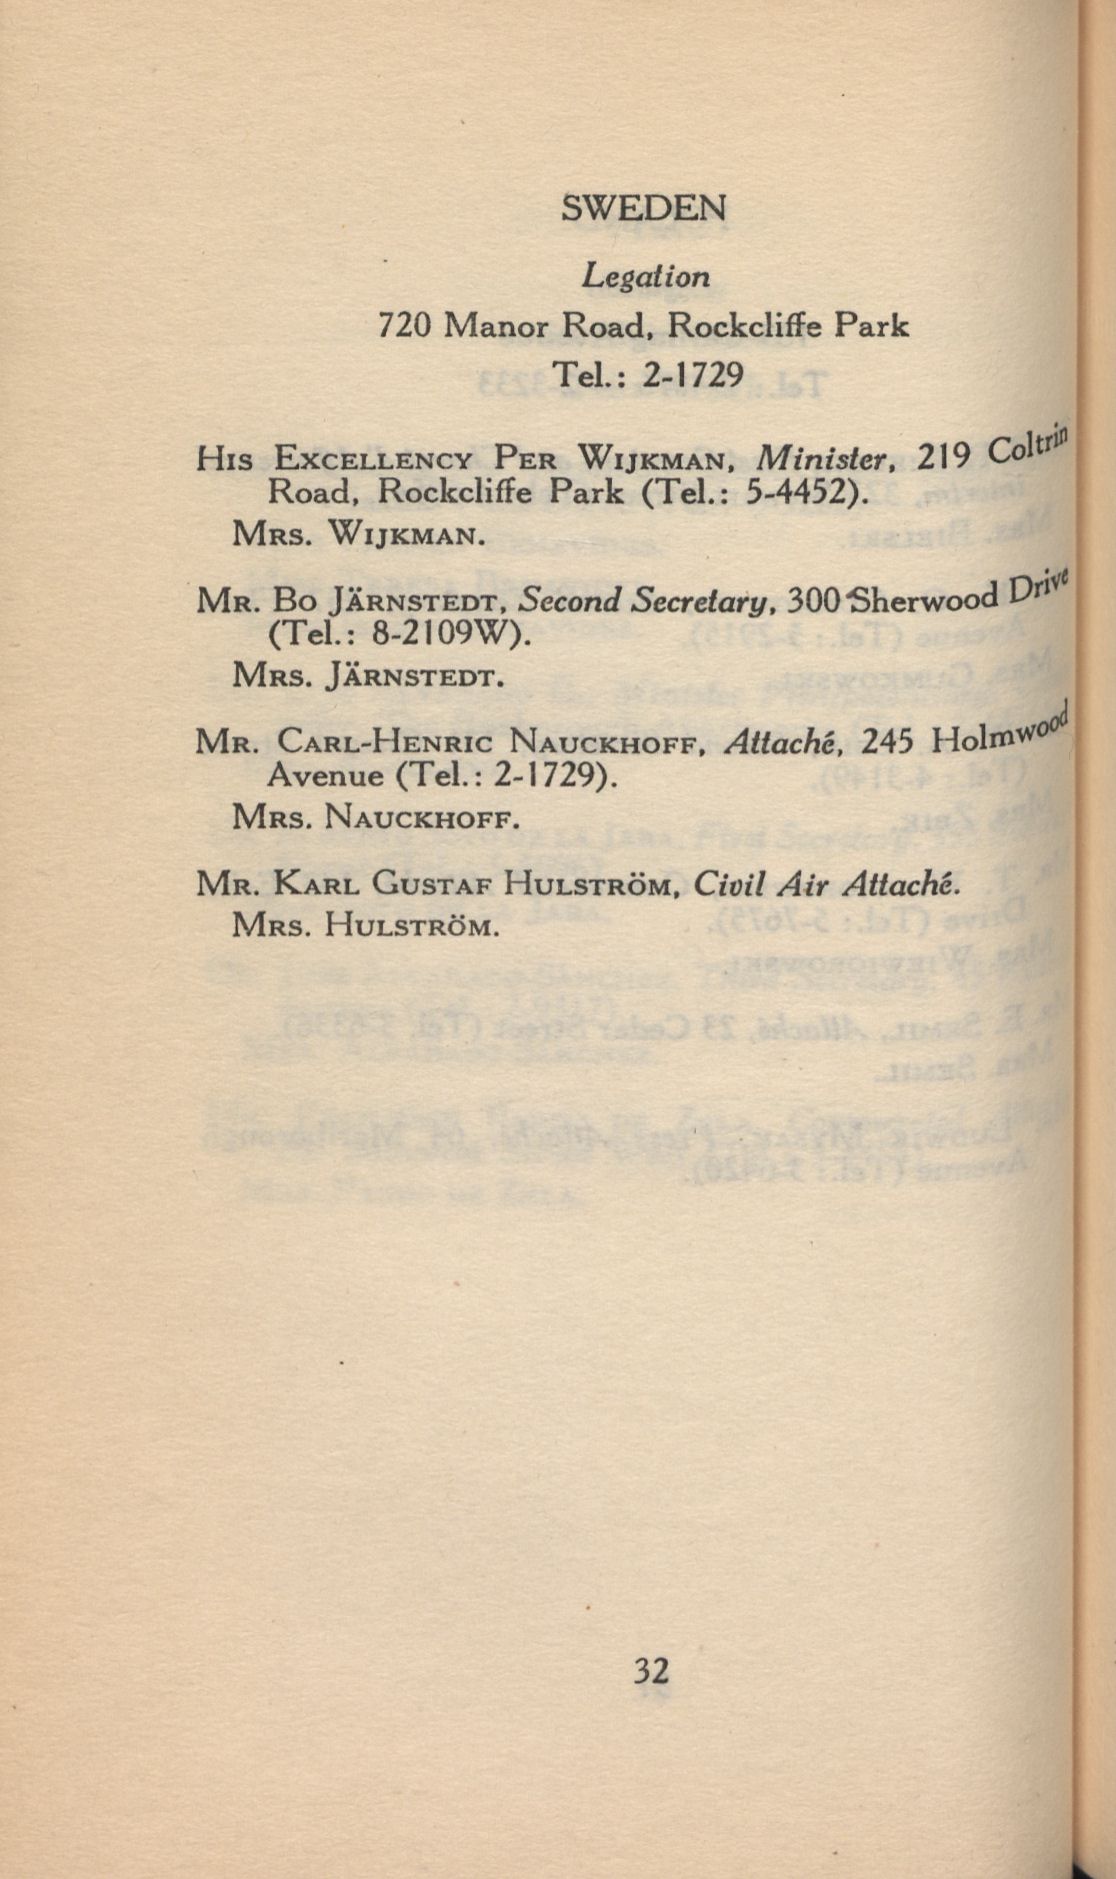 SWEDEN
Legation
720 Manor Road, Rockcliffe Park
Tel.: 2-1729
HIS EXCELLENCY PER WIJKMAN, Minister, 219 Coltrin
Road, Rockcliffe Park (Tel.: 5-4452).
MRS. WIJKMAN.
MR. BO JÄRNSTEDT, Second Secretary, 300 Sherwood Drive
(Tel.: 8-2109W).
MRS. JÄRNSTEDT.
MR. CARL-HENRIC NAUCKHOFF, Attaché, 245 Holmwood
Avenue (Tel.: 2-1729).
MRS. NAUCKHOFF.
MR. KARL GUSTAF HULSTRÖM, Civil Air Attaché.
MRS. HULSTRÖM.
32